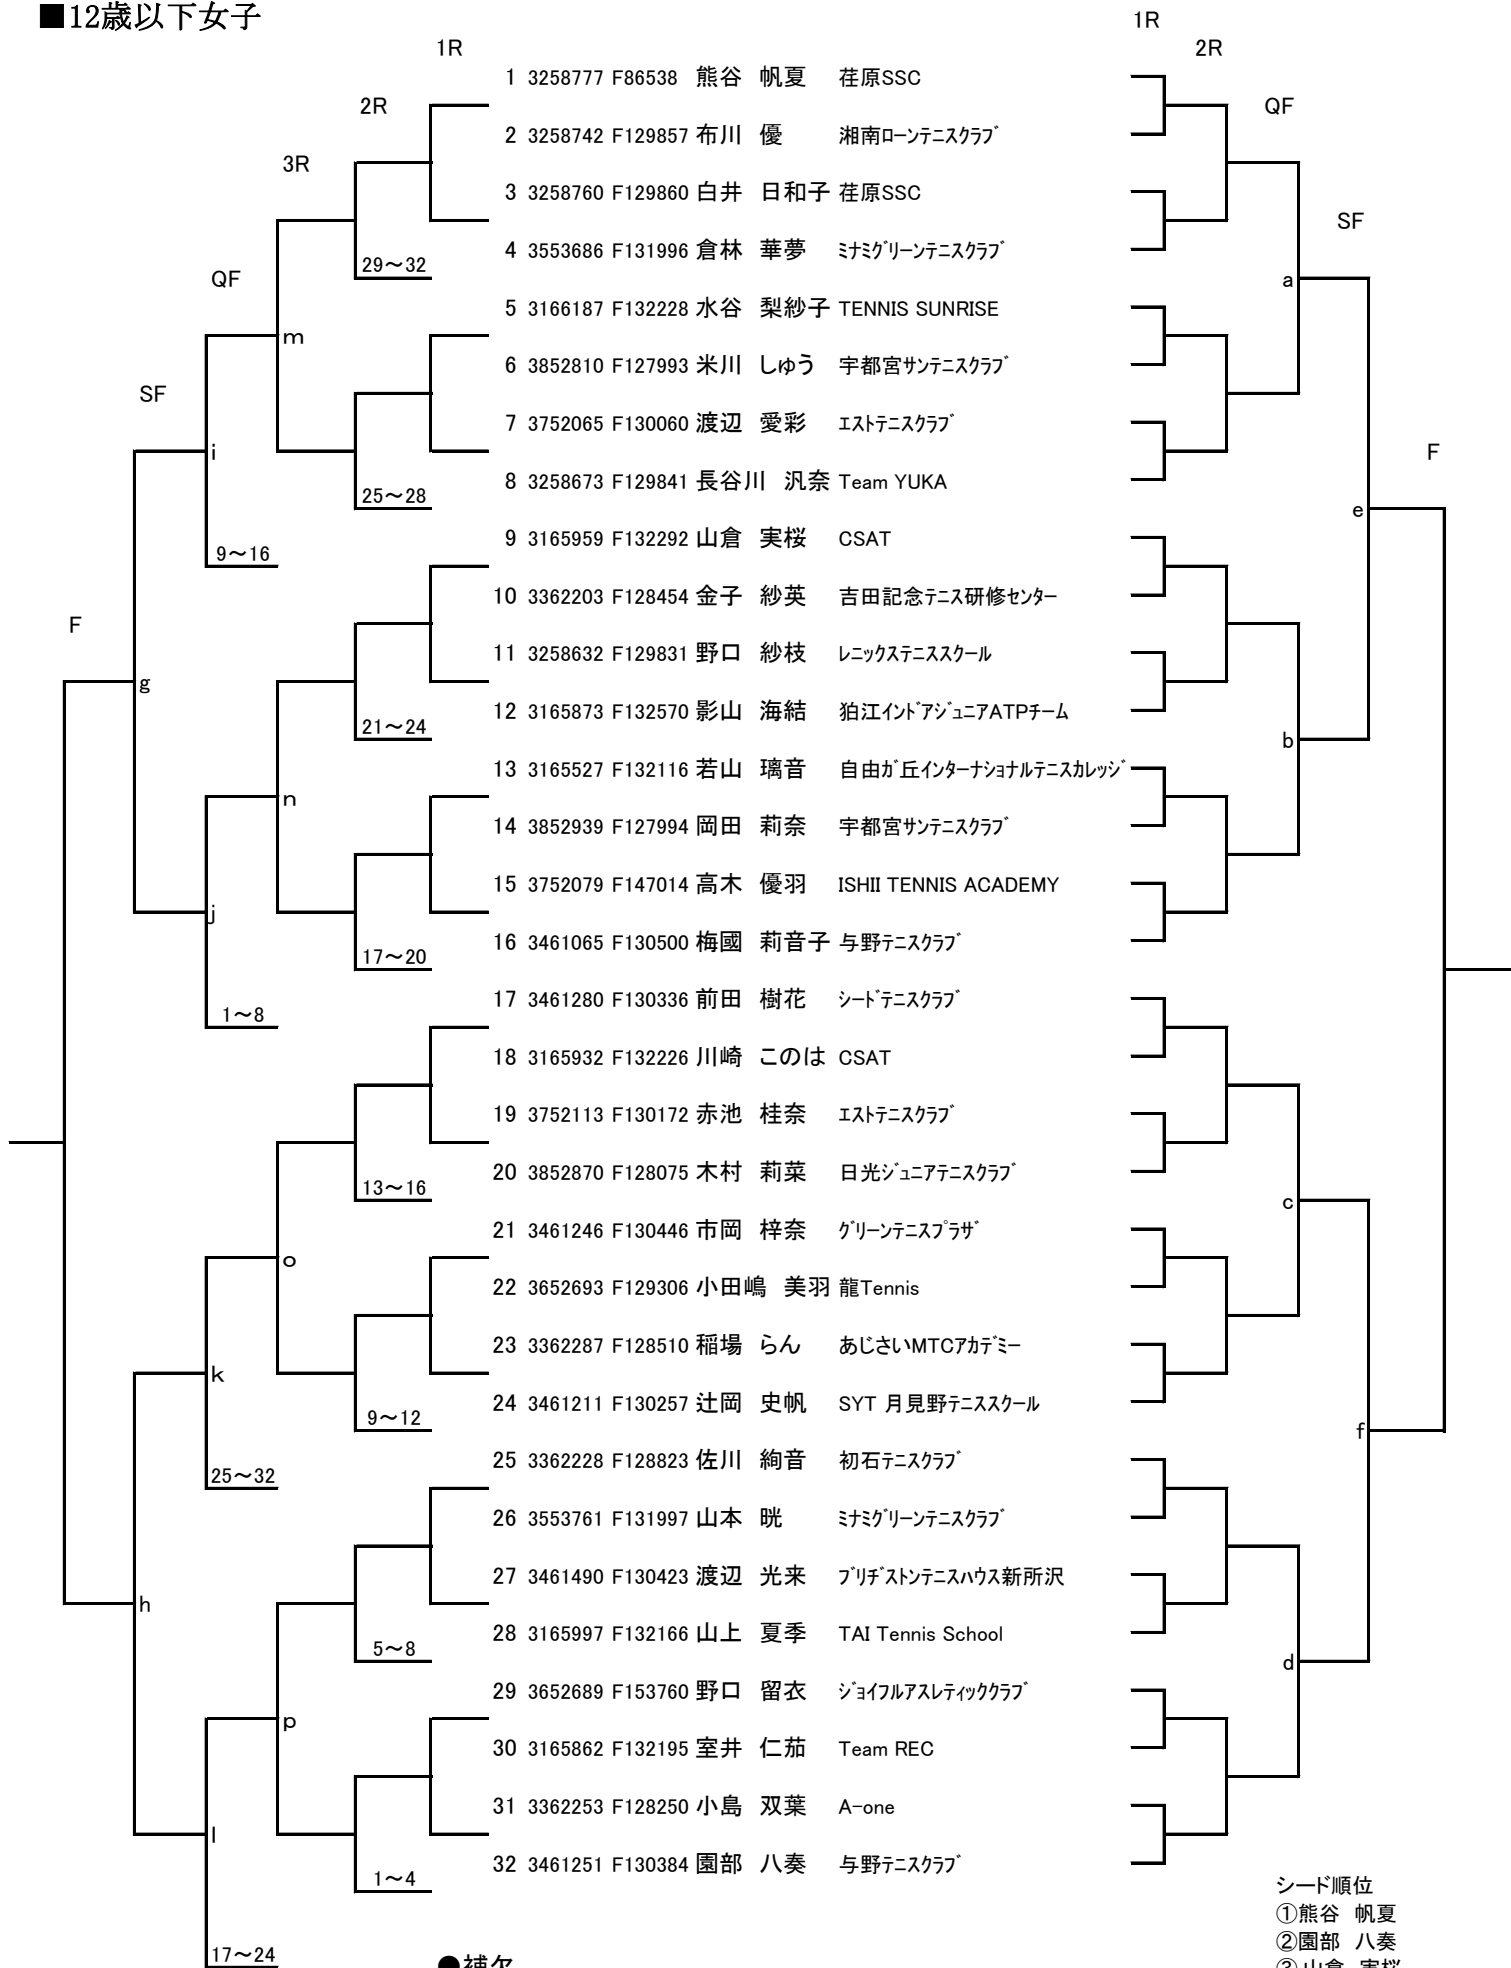 ■12歳以下女子
1R
1R
2R
1 3258777 F86538 熊谷 帆夏 荏原SSC
2R
QF
2 3258742 F129857 布川 優 湘南ﾛｰﾝﾃﾆｽｸﾗﾌﾞ
3R
3 3258760 F129860 白井 日和子 荏原SSC
SF
4 3553686 F131996 倉林 華夢 ﾐﾅﾐｸﾞﾘｰﾝﾃﾆｽｸﾗﾌﾞ
29～32
QF
a
5 3166187 F132228 水谷 梨紗子 TENNIS SUNRISE
m
6 3852810 F127993 米川 しゅう 宇都宮ｻﾝﾃﾆｽｸﾗﾌﾞ
SF
7 3752065 F130060 渡辺 愛彩 ｴｽﾄﾃﾆｽｸﾗﾌﾞ
i
F
8 3258673 F129841 長谷川 汎奈 Team YUKA
25～28
e
9 3165959 F132292 山倉 実桜 CSAT
9～16
10 3362203 F128454 金子 紗英 吉田記念ﾃﾆｽ研修ｾﾝﾀｰ
F
11 3258632 F129831 野口 紗枝 ﾚﾆｯｸｽﾃﾆｽｽｸｰﾙ
g
12 3165873 F132570 影山 海結 狛江ｲﾝﾄﾞｱｼﾞｭﾆｱATPﾁｰﾑ
21～24
b
13 3165527 F132116 若山 璃音 自由ｶﾞ丘ｲﾝﾀｰﾅｼｮﾅﾙﾃﾆｽｶﾚｯｼﾞ
n
14 3852939 F127994 岡田 莉奈 宇都宮ｻﾝﾃﾆｽｸﾗﾌﾞ
15 3752079 F147014 高木 優羽 ISHII TENNIS ACADEMY
j
16 3461065 F130500 梅國 莉音子 与野ﾃﾆｽｸﾗﾌﾞ
17～20
17 3461280 F130336 前田 樹花 ｼｰﾄﾞﾃﾆｽｸﾗﾌﾞ
1～8
18 3165932 F132226 川崎 このは CSAT
19 3752113 F130172 赤池 桂奈 ｴｽﾄﾃﾆｽｸﾗﾌﾞ
20 3852870 F128075 木村 莉菜 日光ｼﾞｭﾆｱﾃﾆｽｸﾗﾌﾞ
13～16
c
21 3461246 F130446 市岡 梓奈 ｸﾞﾘｰﾝﾃﾆｽﾌﾟﾗｻﾞ
o
22 3652693 F129306 小田嶋 美羽 龍Tennis
23 3362287 F128510 稲場 らん あじさいMTCｱｶﾃﾞﾐｰ
k
24 3461211 F130257 辻岡 史帆 SYT 月見野ﾃﾆｽｽｸｰﾙ
9～12
f
25 3362228 F128823 佐川 絢音 初石ﾃﾆｽｸﾗﾌﾞ
25～32
26 3553761 F131997 山本 晄 ﾐﾅﾐｸﾞﾘｰﾝﾃﾆｽｸﾗﾌﾞ
27 3461490 F130423 渡辺 光来 ﾌﾞﾘﾁﾞｽﾄﾝﾃﾆｽﾊｳｽ新所沢
h
28 3165997 F132166 山上 夏季 TAI Tennis School
5～8
d
29 3652689 F153760 野口 留衣 ｼﾞｮｲﾌﾙｱｽﾚﾃｨｯｸｸﾗﾌﾞ
p
30 3165862 F132195 室井 仁茄 Team REC
31 3362253 F128250 小島 双葉 A-one
l
32 3461251 F130384 園部 八奏 与野ﾃﾆｽｸﾗﾌﾞ
1～4
シード順位
①熊谷 帆夏
②園部 八奏
17～24
●補欠
③山倉 実桜